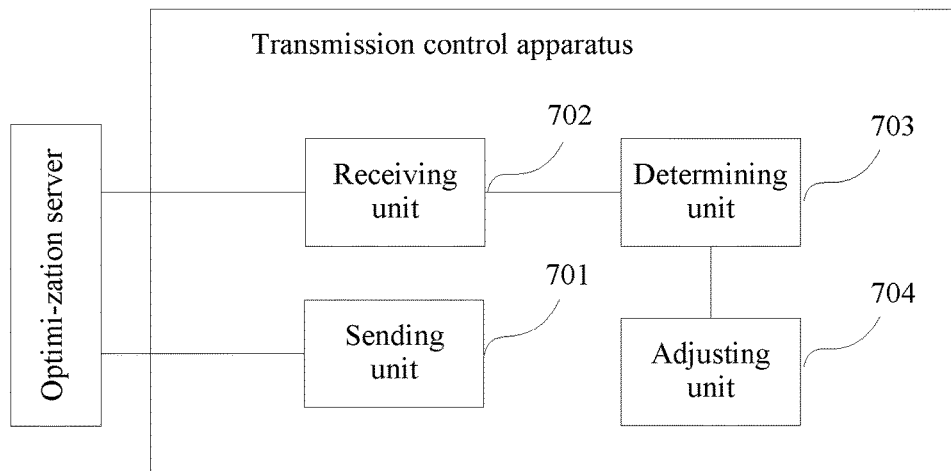 Transmission control apparatus
702
703
Receiving
unit
Determining
unit
Optimi-zation server
701
704
Sending
unit
Adjusting
unit